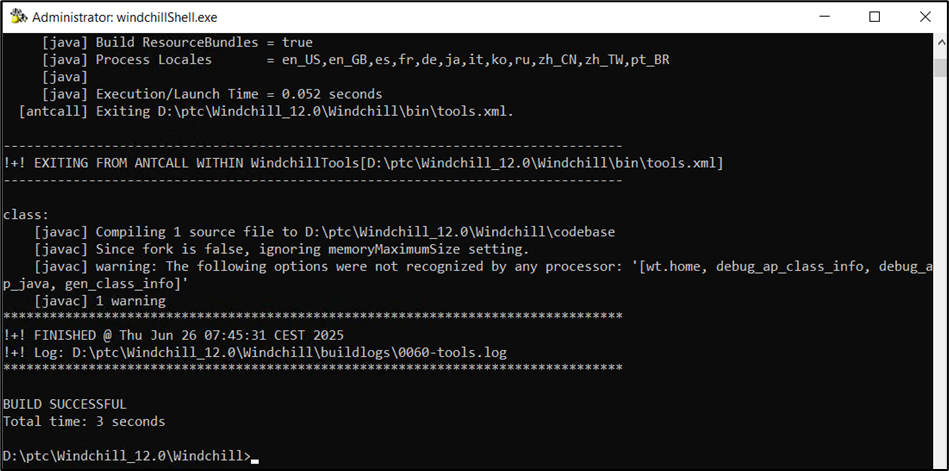 Administrator: windchillShell.exe
[java] Build ResourceBundles = true
[java] Process Locales       = en_US,en_GB,es,fr,de,ja,it,ko,ru,zh_CN,zh_TW,pt_BR
[java]
[java] Execution/Launch Time = 0.052 seconds
[antcall] Exiting D:\ptc\Windchill_12.0\Windchill\bin\tools.xml.
--------------------------------------------------------------------------------
!+! EXITING FROM ANTCALL WITHIN WindchillTools[D:\ptc\Windchill_12.0\Windchill\bin\tools.xml]
--------------------------------------------------------------------------------
class:
[javac] Compiling 1 source file to D:\ptc\Windchill_12.0\Windchill\codebase
[javac] Since fork is false, ignoring memoryMaximumSize setting.
[javac] warning: The following options were not recognized by any processor: '[wt.home, debug_ap_class_info, debug_a
p_java, gen_class_info]'
[javac] 1 warning
********************************************************************************
!+! FINISHED @ Thu Jun 26 07:45:31 CEST 2025
!+! Log: D:\ptc\Windchill_12.0\Windchill\buildlogs\0060-tools.log
********************************************************************************
BUILD SUCCESSFUL
Total time: 3 seconds
D:\ptc\Windchill_12.0\Windchill>